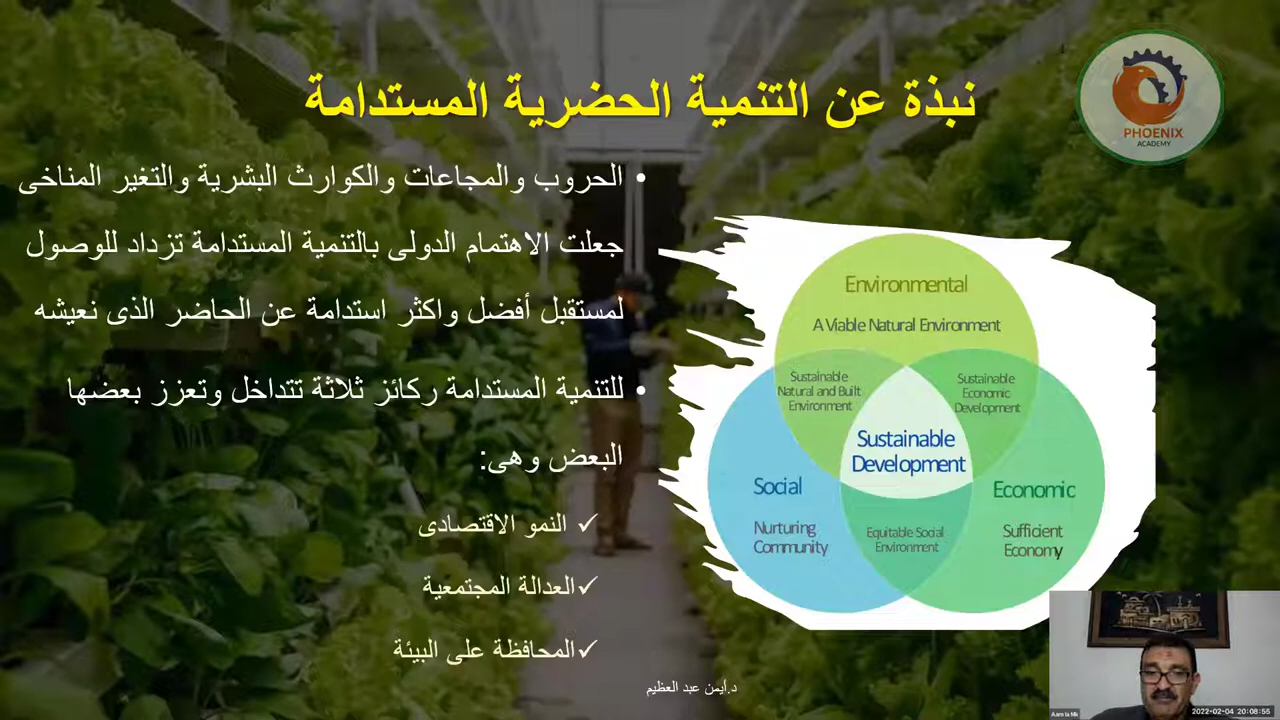 نبذة عن التنمية الحضرية المستدامة
PHOENIX
ACADEMY
• الحروب والمجاعات والكوارث البشرية والتغير المناخى
جعلت الاهتمام الدولى بالتنمية المستدامة تزداد للوصول
لمستقبل أفضل واكثر استدامة عن الحاضر الذى نعيشه
• للتنمية المستدامة ركائز ثلاثة تتداخل وتعزز بعضها
البعض وهى:
✓ النمو الاقتصادى
✓ العدالة المجتمعية
✓ المحافظة على البيئة
Environmental
A Viable Natural Environment
Sustainable
Natural and Built
Environment
Sustainable
Economic
Development
Sustainable
Development
Social
Nurturing
Community
Economic
Sufficient
Economy
Equitable Social
Environment
د.أيمن عبد العظيم
2022-02-04 20:08:55